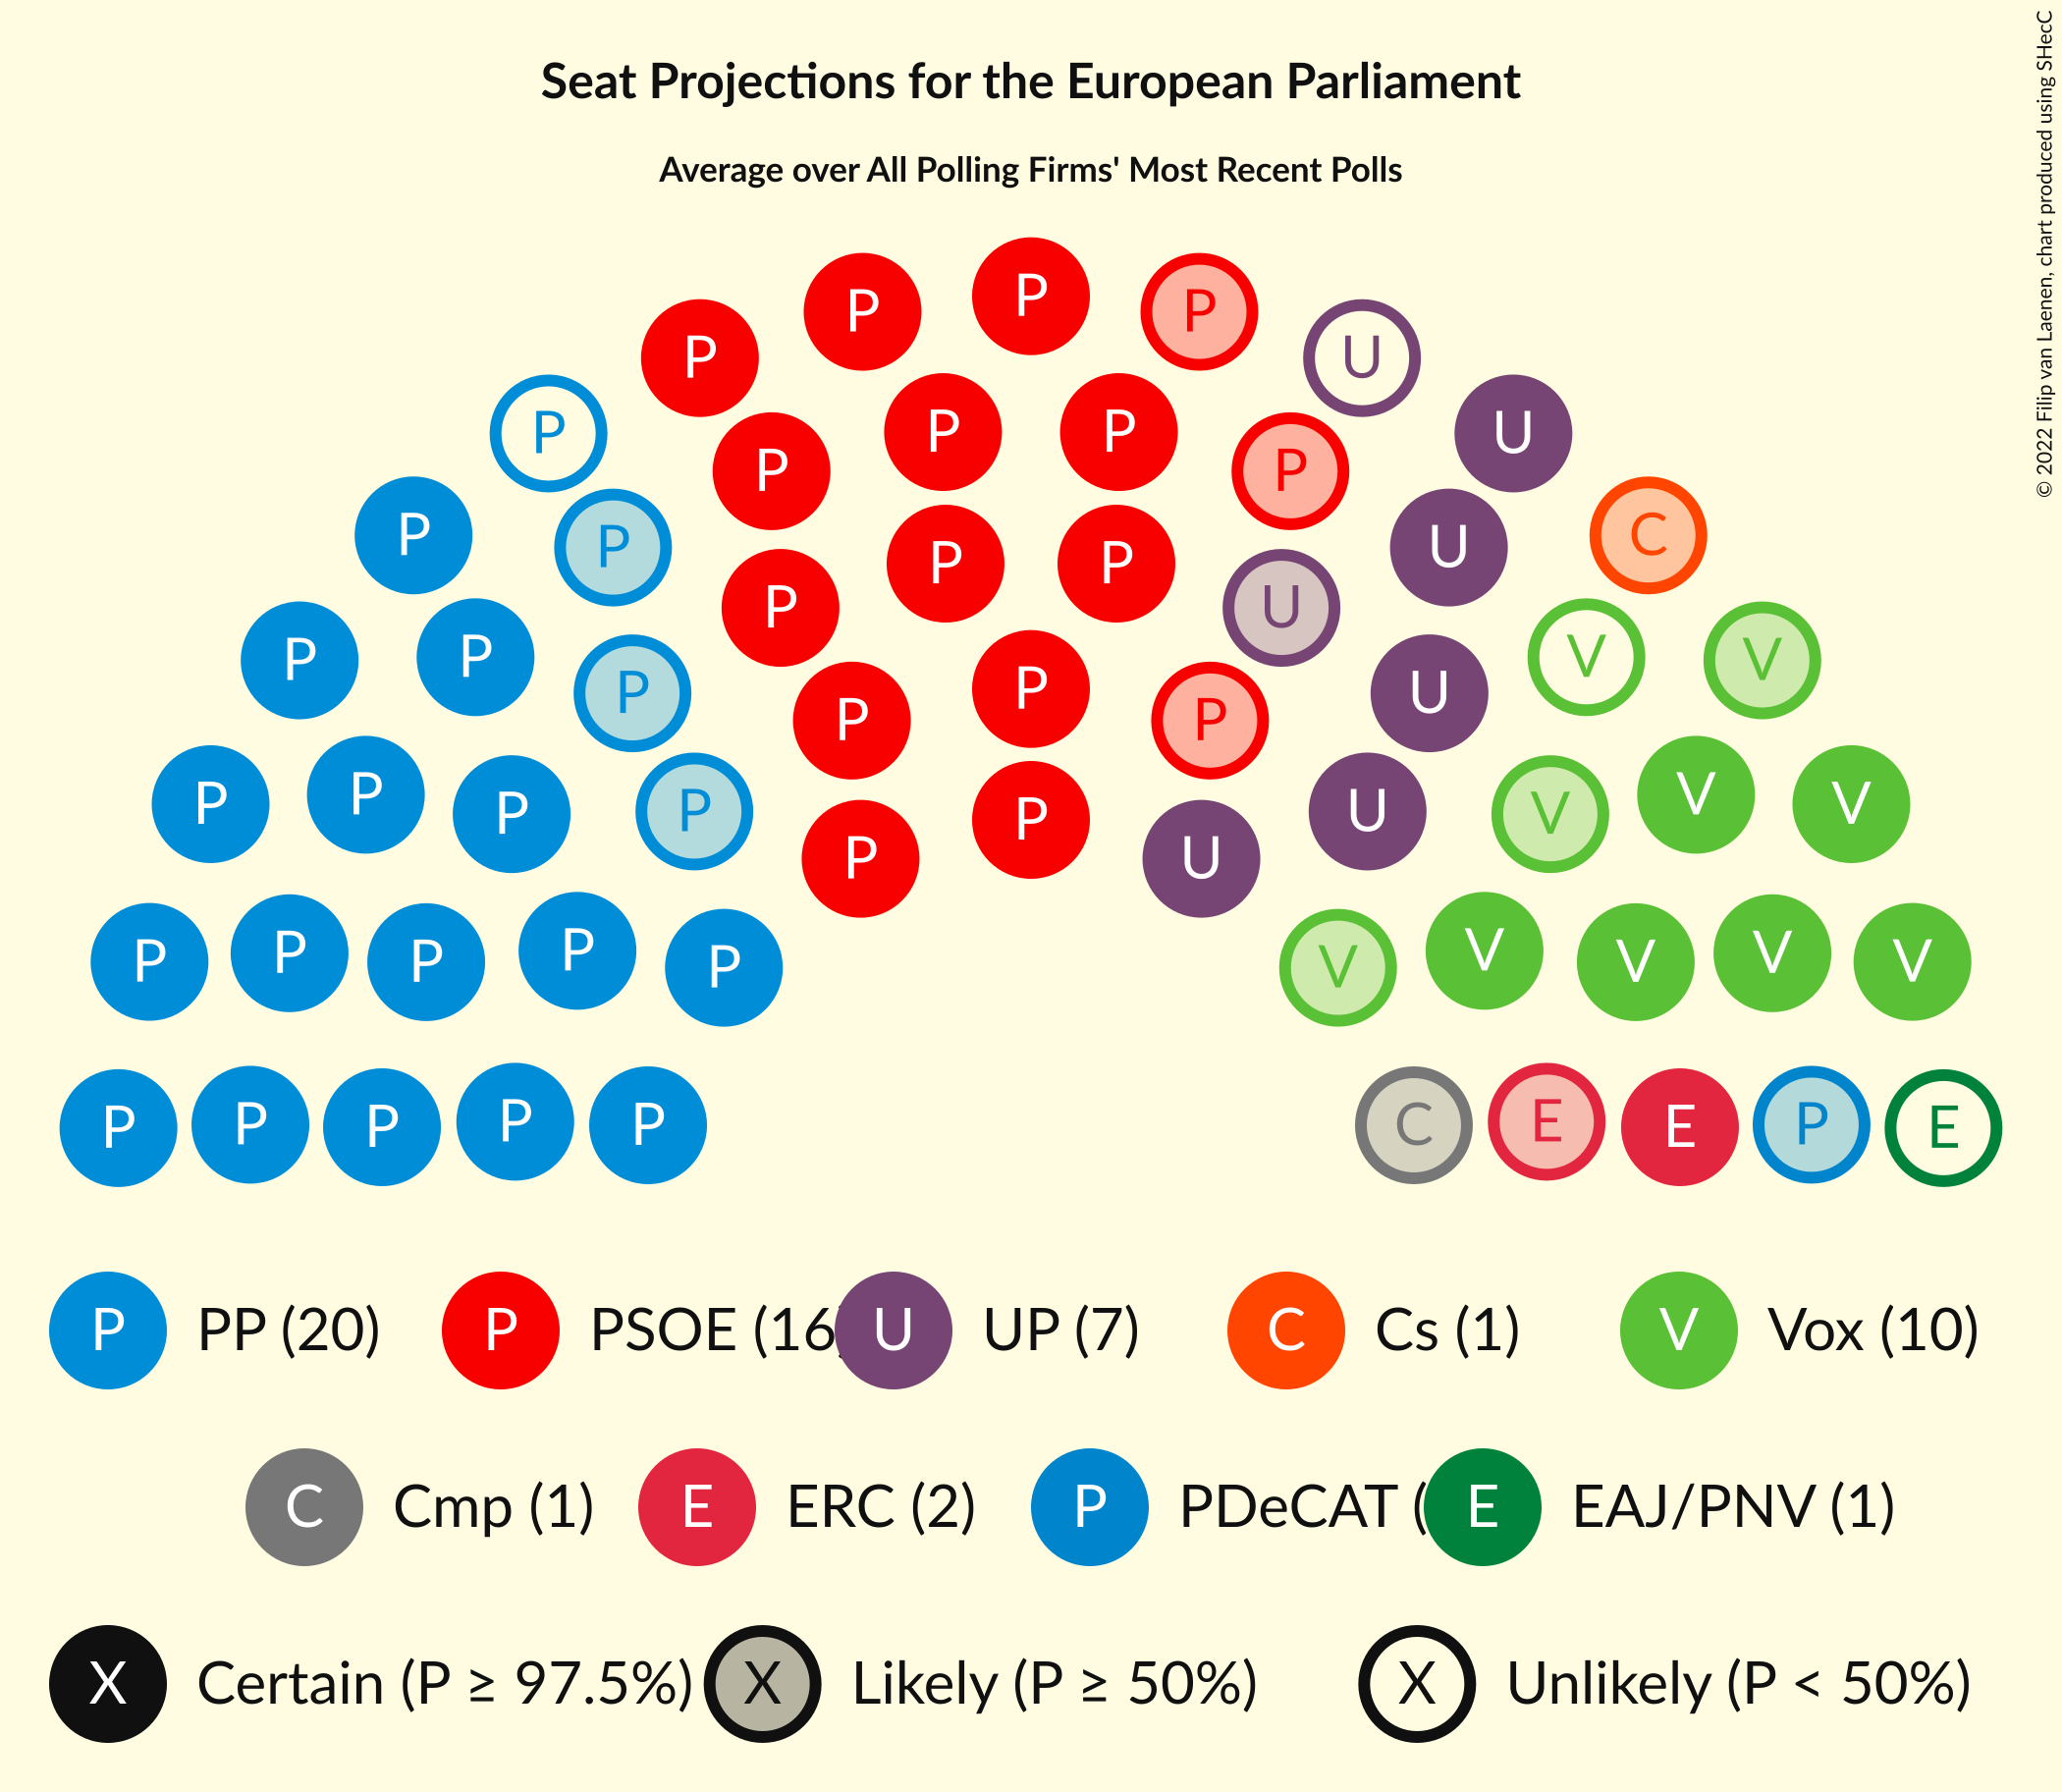 Seat Projections for the European Parliament
Average over All Polling Firms' Most Recent Polls
© 2022 Filip van Laenen, chart produced using SHecC
P
P P
P U
P P P U
P P
P C
P U
P P
P U
P P V V
P P U
P P
P P P P P U V V V
P U
P P P P P V V V V V
P P P P P C E E P E
P PP (20) P PSOE (16 U UP (7) C Cs (1) V Vox (10)
C Cmp (1) E ERC (2) P PDeCAT ( E EAJ/PNV (1)
X Certain (P ≥ 97.5%) X Likely (P ≥ 50%) X Unlikely (P < 50%)